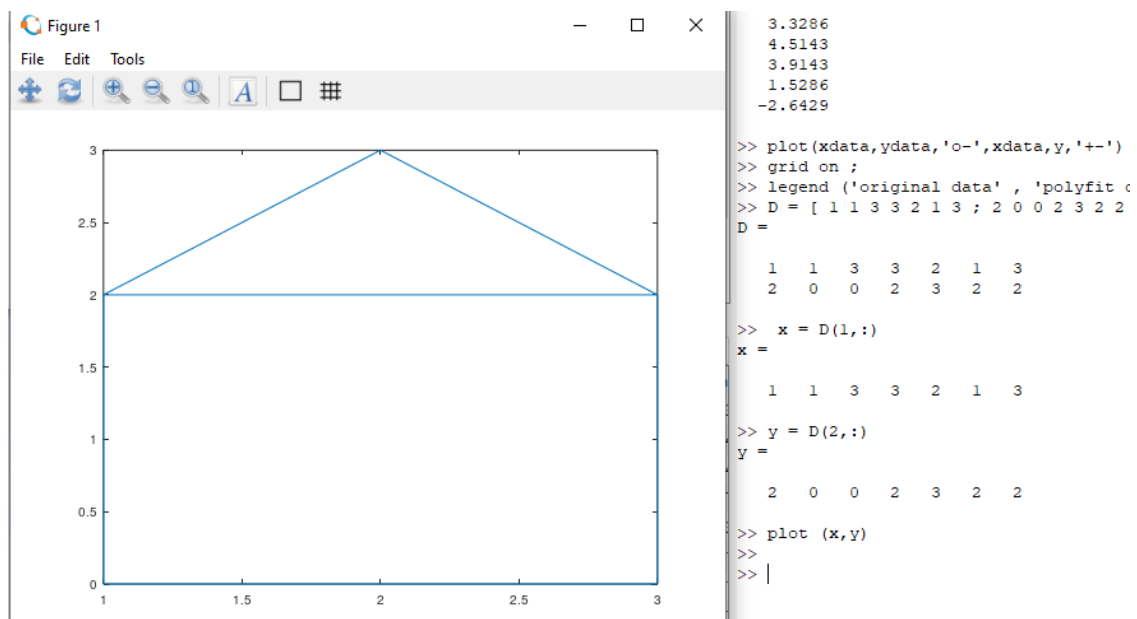 Figure 1
File Edit Tools
A
3
2.5
2
1.5
1
0.5
0
1 1.5 2 2.5 3
3.3286
4.5143
3.9143
1.5286
-2.6429
>> plot(xdata,ydata,'o-',xdata,y,'+-')
>> grid on ;
>> legend ('original data' , 'polyfit
>> D = [ 1 1 3 3 2 1 3 ; 2 0 0 2 3 2 2
D =
1 1 3 3 2 1 3
2 0 0 2 3 2 2
>> x = D(1,:)
x =
1 1 3 3 2 1 3
>> y = D(2,:)
y =
2 0 0 2 3 2 2
>> plot (x,y)
>>
>>